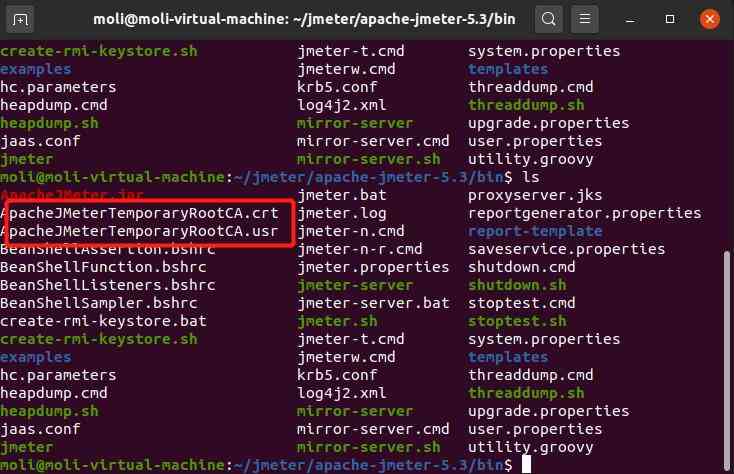 moli@moli-virtual-machine: ~/jmeter/apache-jmeter-5.3/bin
create-rmi-keystore.sh jmeter-t.cmd system.properties
examples jmeterw.cmd templates
hc.parameters krb5.conf threaddump.cmd
heapdump.cmd log4j2.xml threaddump.sh
heapdump.sh mirror-server upgrade.properties
jaas.conf mirror-server.cmd user.properties
jmeter mirror-server.sh utility.groovy
moli@moli-virtual-machine:~/jmeter/apache-jmeter-5.3/bin$ ls
ApacheJMeter.jar jmeter.bat proxyserver.jks
ApacheJMeterTemporaryRootCA.crt jmeter.log reportgenerator.properties
ApacheJMeterTemporaryRootCA.usr jmeter-n.cmd report-template
BeanShellAssertion.bshrc jmeter-n-r.cmd saveservice.properties
BeanShellFunction.bshrc jmeter.properties shutdown.cmd
BeanShellListeners.bshrc jmeter-server shutdown.sh
BeanShellSampler.bshrc jmeter-server.bat stoptest.cmd
create-rmi-keystore.bat jmeter.sh stoptest.sh
create-rmi-keystore.sh jmeter-t.cmd system.properties
examples jmeterw.cmd templates
hc.parameters krb5.conf threaddump.cmd
heapdump.cmd log4j2.xml threaddump.sh
heapdump.sh mirror-server upgrade.properties
jaas.conf mirror-server.cmd user.properties
jmeter mirror-server.sh utility.groovy
moli@moli-virtual-machine:~/jmeter/apache-jmeter-5.3/bin$